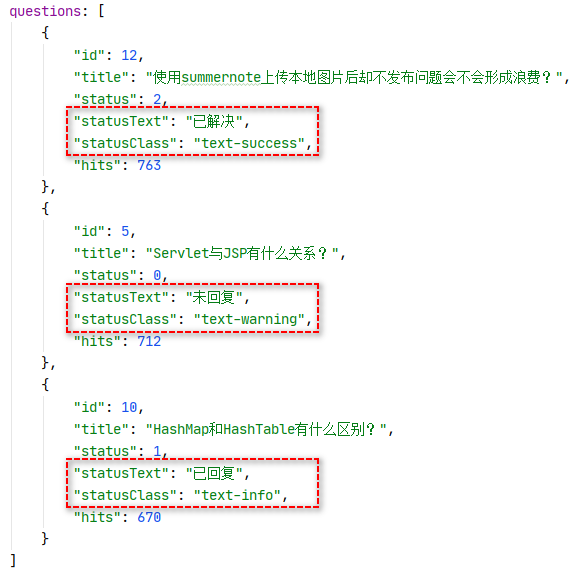 questions: [
{
"id": 12,
"title": "使用summernote上传本地图片后却不发布问题会不会形成浪费？",
"status": 2,
"statusText": "已解决",
"statusClass": "text-success",
"hits": 763
},
{
"id": 5,
"title": "Servlet与JSP有什么关系？",
"status": 0,
"statusText": "未回复",
"statusClass": "text-warning",
"hits": 712
},
{
"id": 10,
"title": "HashMap和HashTable有什么区别？",
"status": 1,
"statusText": "已回复",
"statusClass": "text-info",
"hits": 670
}
]